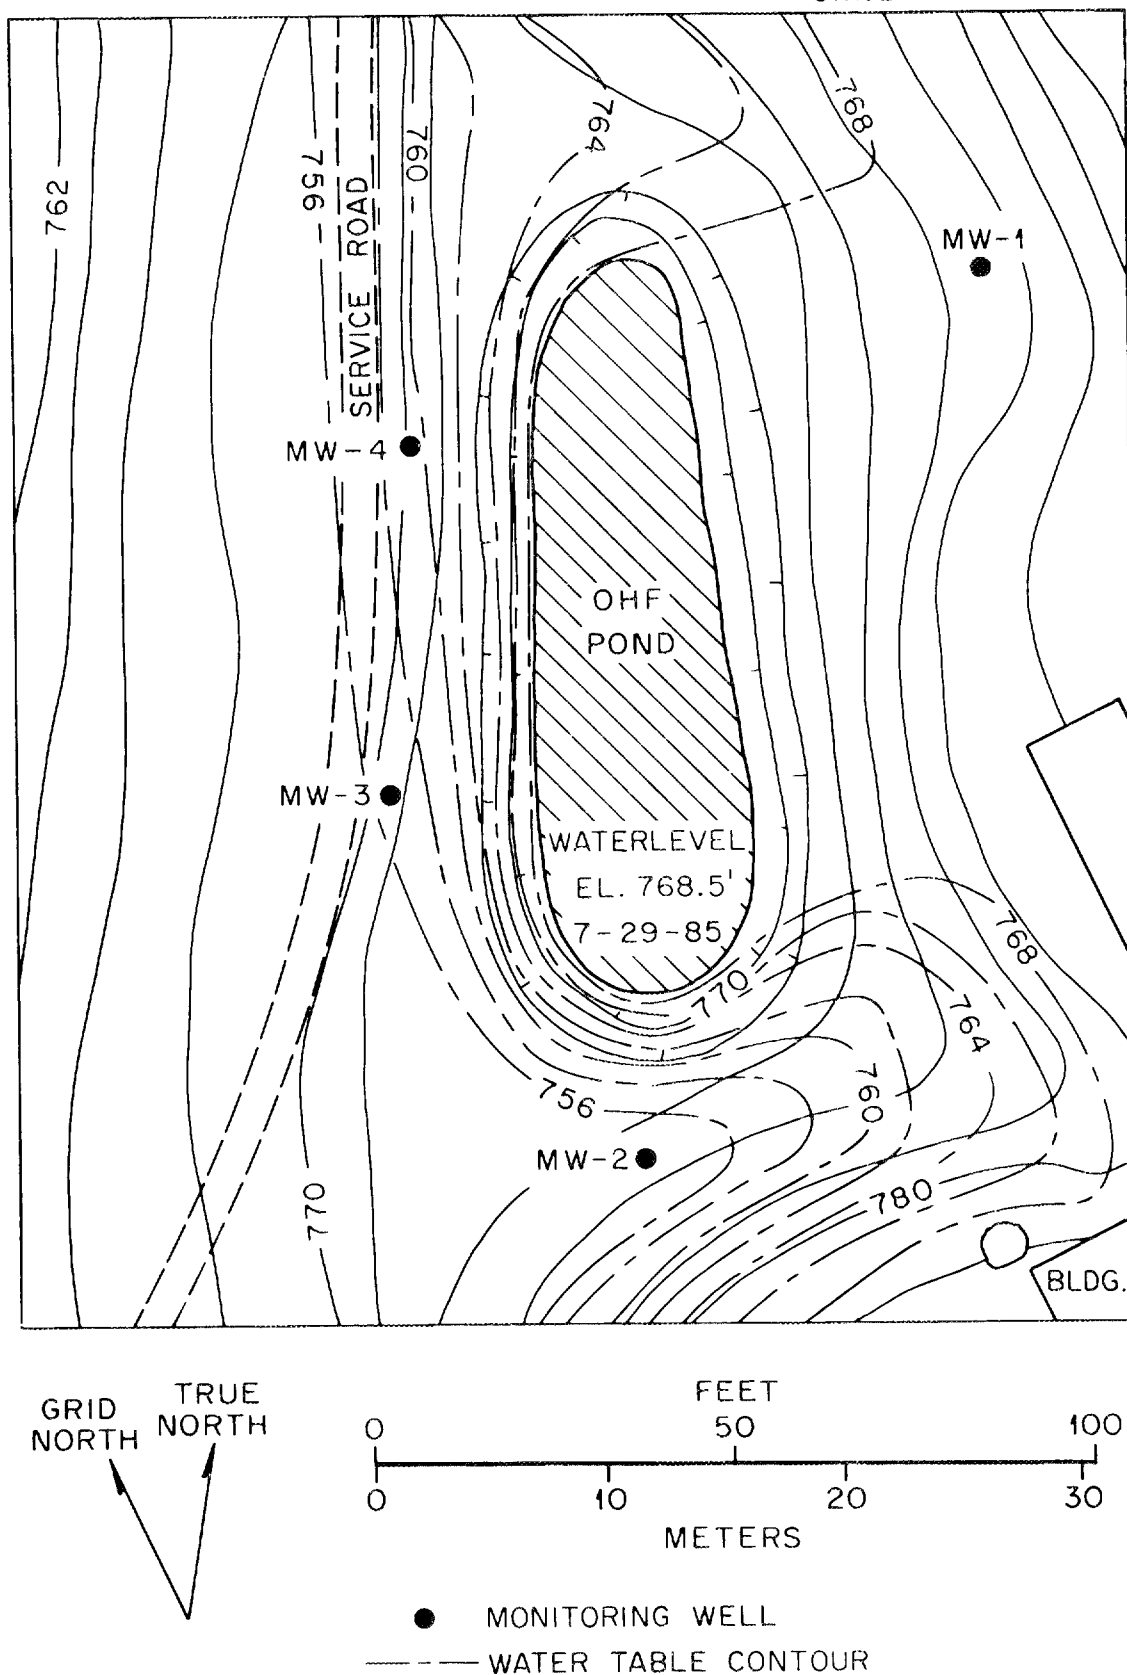 764
768
760
756
762
SERVICE ROAD
MW-1
MW-4
OHF
POND
MW-3
WATERLEVEL
EL. 768.5'
7-29-85
770
768
764
756
760
MW-2
780
770
BLDG.
GRID
NORTH
TRUE
NORTH
FEET
0
50
100
0
10
20
30
METERS
MONITORING WELL
WATER TABLE CONTOUR